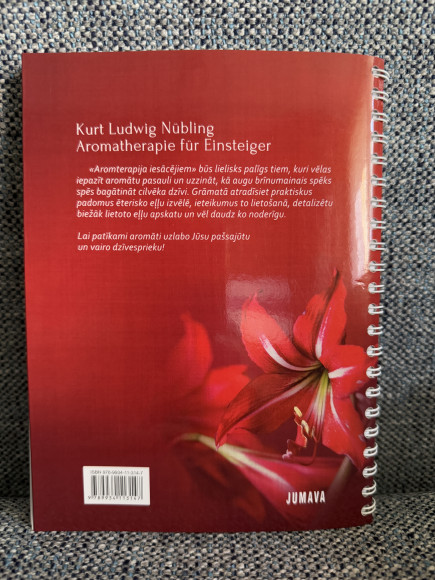 Kurt Ludwig Nübling
Aromatherapie für Einsteiger
«Aromterapija iesācējiem» būs lielisks palīgs tiem, kuri vēlas
iepazīt aromātu pasauli un uzzināt, kā augu brīnumainais spēks
spēs bagātināt cilvēka dzīvi. Grāmatā atradīsiet praktiskus
padomus ēterisko eļļu izvēlē, ieteikumus to lietošanā, detalizētu
biežāk lietoto eļļu apskatu un vēl daudz ko noderīgu.
Lai patīkami aromāti uzlabo Jūsu pašsajūtu
un vairo dzīvesprieku!
JUMAVA